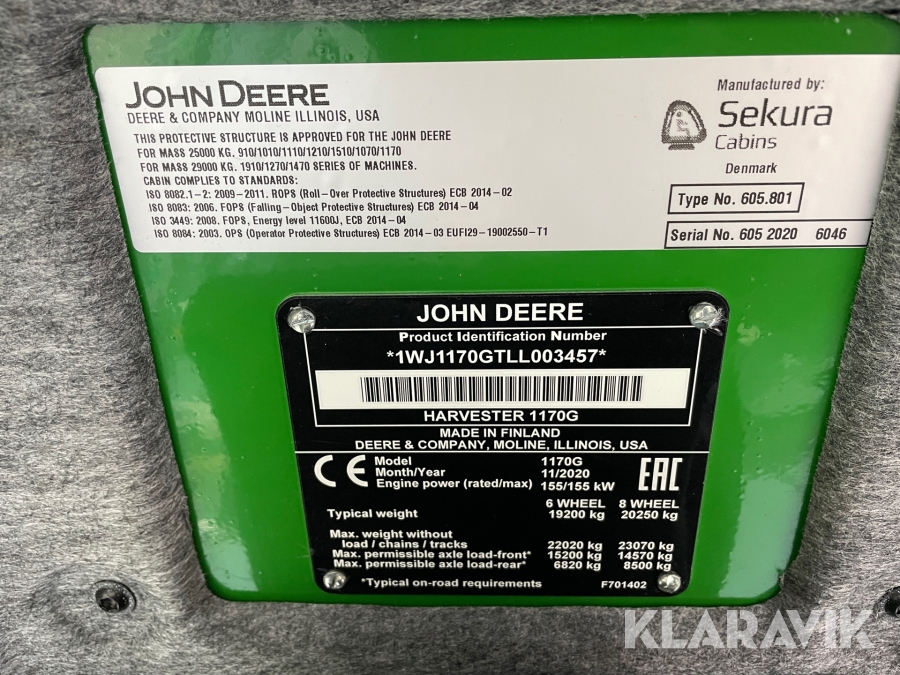 JOHN DEERE
DEERE & COMPANY MOLINE ILLINOIS, USA
THIS PROTECTIVE STRUCTURE IS APPROVED FOR THE JOHN DEERE
FOR MASS 25000 KG. 910/1010/1110/1210/1510/1070/1170
FOR MASS 29000 KG. 1910/1270/1470 SERIES OF MACHINES.
CABIN COMPLIES TO STANDARDS:
ISO 8082.1-2: 2009-2011. ROPS (Roll-Over Protective Structures) ECB 2014-02
ISO 8083: 2006. FOPS (Falling-Object Protective Structures) ECB 2014-04
ISO 3449: 2008. FOPS, Energy level 11600J, ECB 2014-04
ISO 8084: 2003. OPS (Operator Protective Structures) ECB 2014-03 EUFI29-19002550-T1
Manufactured by:
Sekura
Cabins
Denmark
Type No. 605.801
Serial No. 605 2020 6046
JOHN DEERE
Product Identification Number
*1WJ1170GTLL003457*
HARVESTER 1170G
MADE IN FINLAND
DEERE & COMPANY, MOLINE, ILLINOIS, USA
CE
Model 1170G
Month/Year 11/2020
Engine power (rated/max) 155/155 kW
EAC
6 WHEEL 8 WHEEL
Typical weight 19200 kg 20250 kg
Max. weight without
load / chains / tracks 22020 kg 23070 kg
Max. permissible axle load-front* 15200 kg 14570 kg
Max. permissible axle load-rear* 6820 kg 8500 kg
*Typical on-road requirements F701402
KLARAVIK